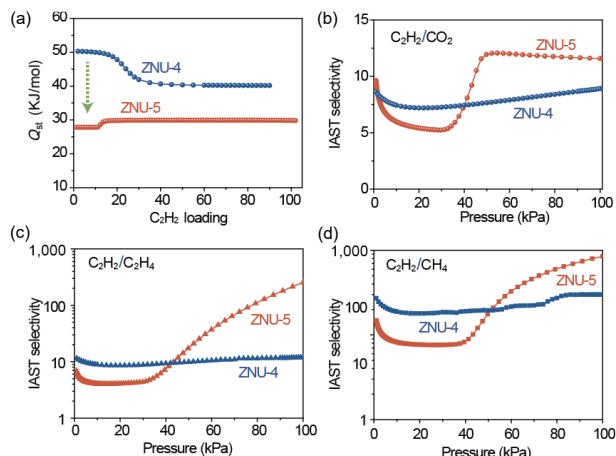 (a)
60
50
40
30
20
10
Qst (KJ/mol)
ZNU-4
ZNU-5
0 20 40 60 80 100
C2H2 loading
(b)
C2H2/CO2
15
10
5
0
IAST selectivity
ZNU-5
ZNU-4
0 20 40 60 80 100
Pressure (kPa)
(c)
C2H2/C2H4
1,000
100
10
1
IAST selectivity
ZNU-5
ZNU-4
0 20 40 60 80 100
Pressure (kPa)
(d)
C2H2/CH4
1,000
100
10
1
IAST selectivity
ZNU-5
ZNU-4
0 20 40 60 80 100
Pressure (kPa)